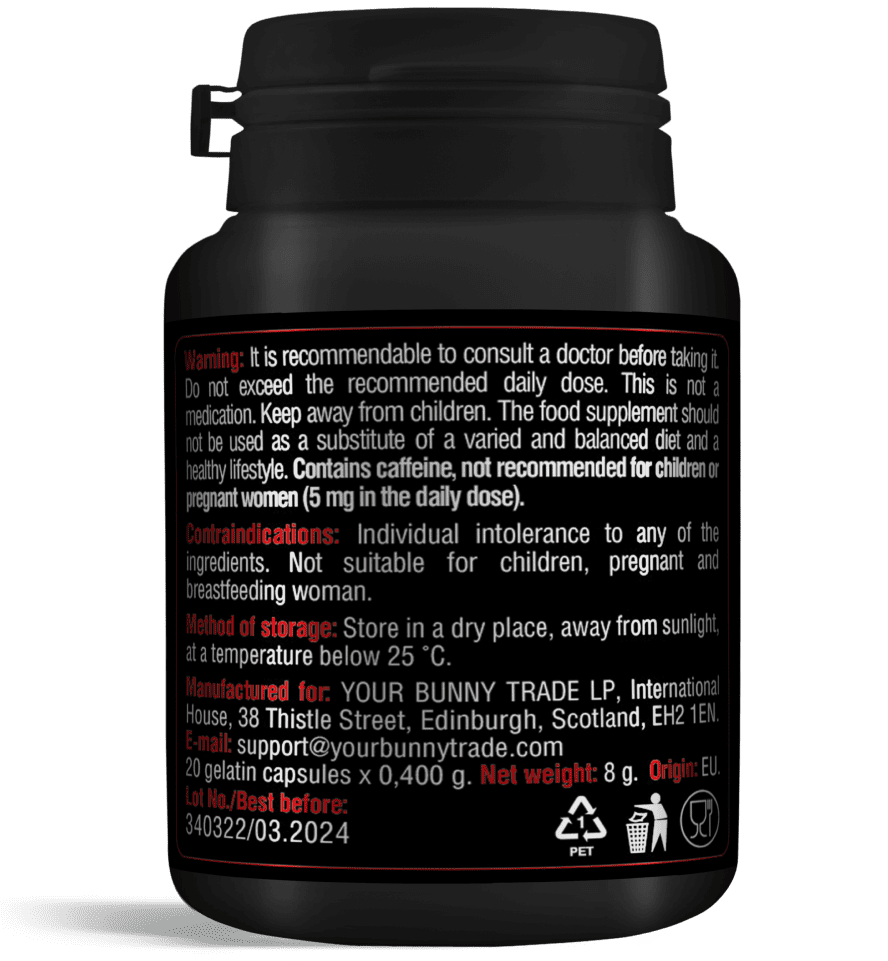 Warning: It is recommendable to consult a doctor before taking it.
Do not exceed the recommended daily dose. This is not a
medication. Keep away from children. The food supplement should
not be used as a substitute of a varied and balanced diet and a
healthy lifestyle. Contains caffeine, not recommended for children or
pregnant women (5 mg in the daily dose).
Contraindications: Individual intolerance to any of the
ingredients. Not suitable for children, pregnant and
breastfeeding woman.
Method of storage: Store in a dry place, away from sunlight,
at a temperature below 25 °C.
Manufactured for: YOUR BUNNY TRADE LP, International
House, 38 Thistle Street, Edinburgh, Scotland, EH2 1EN.
E-mail: support@yourbunnytrade.com
20 gelatin capsules x 0,400 g. Net weight: 8 g. Origin: EU.
Lot No./Best before:
340322/03.2024
1
PET